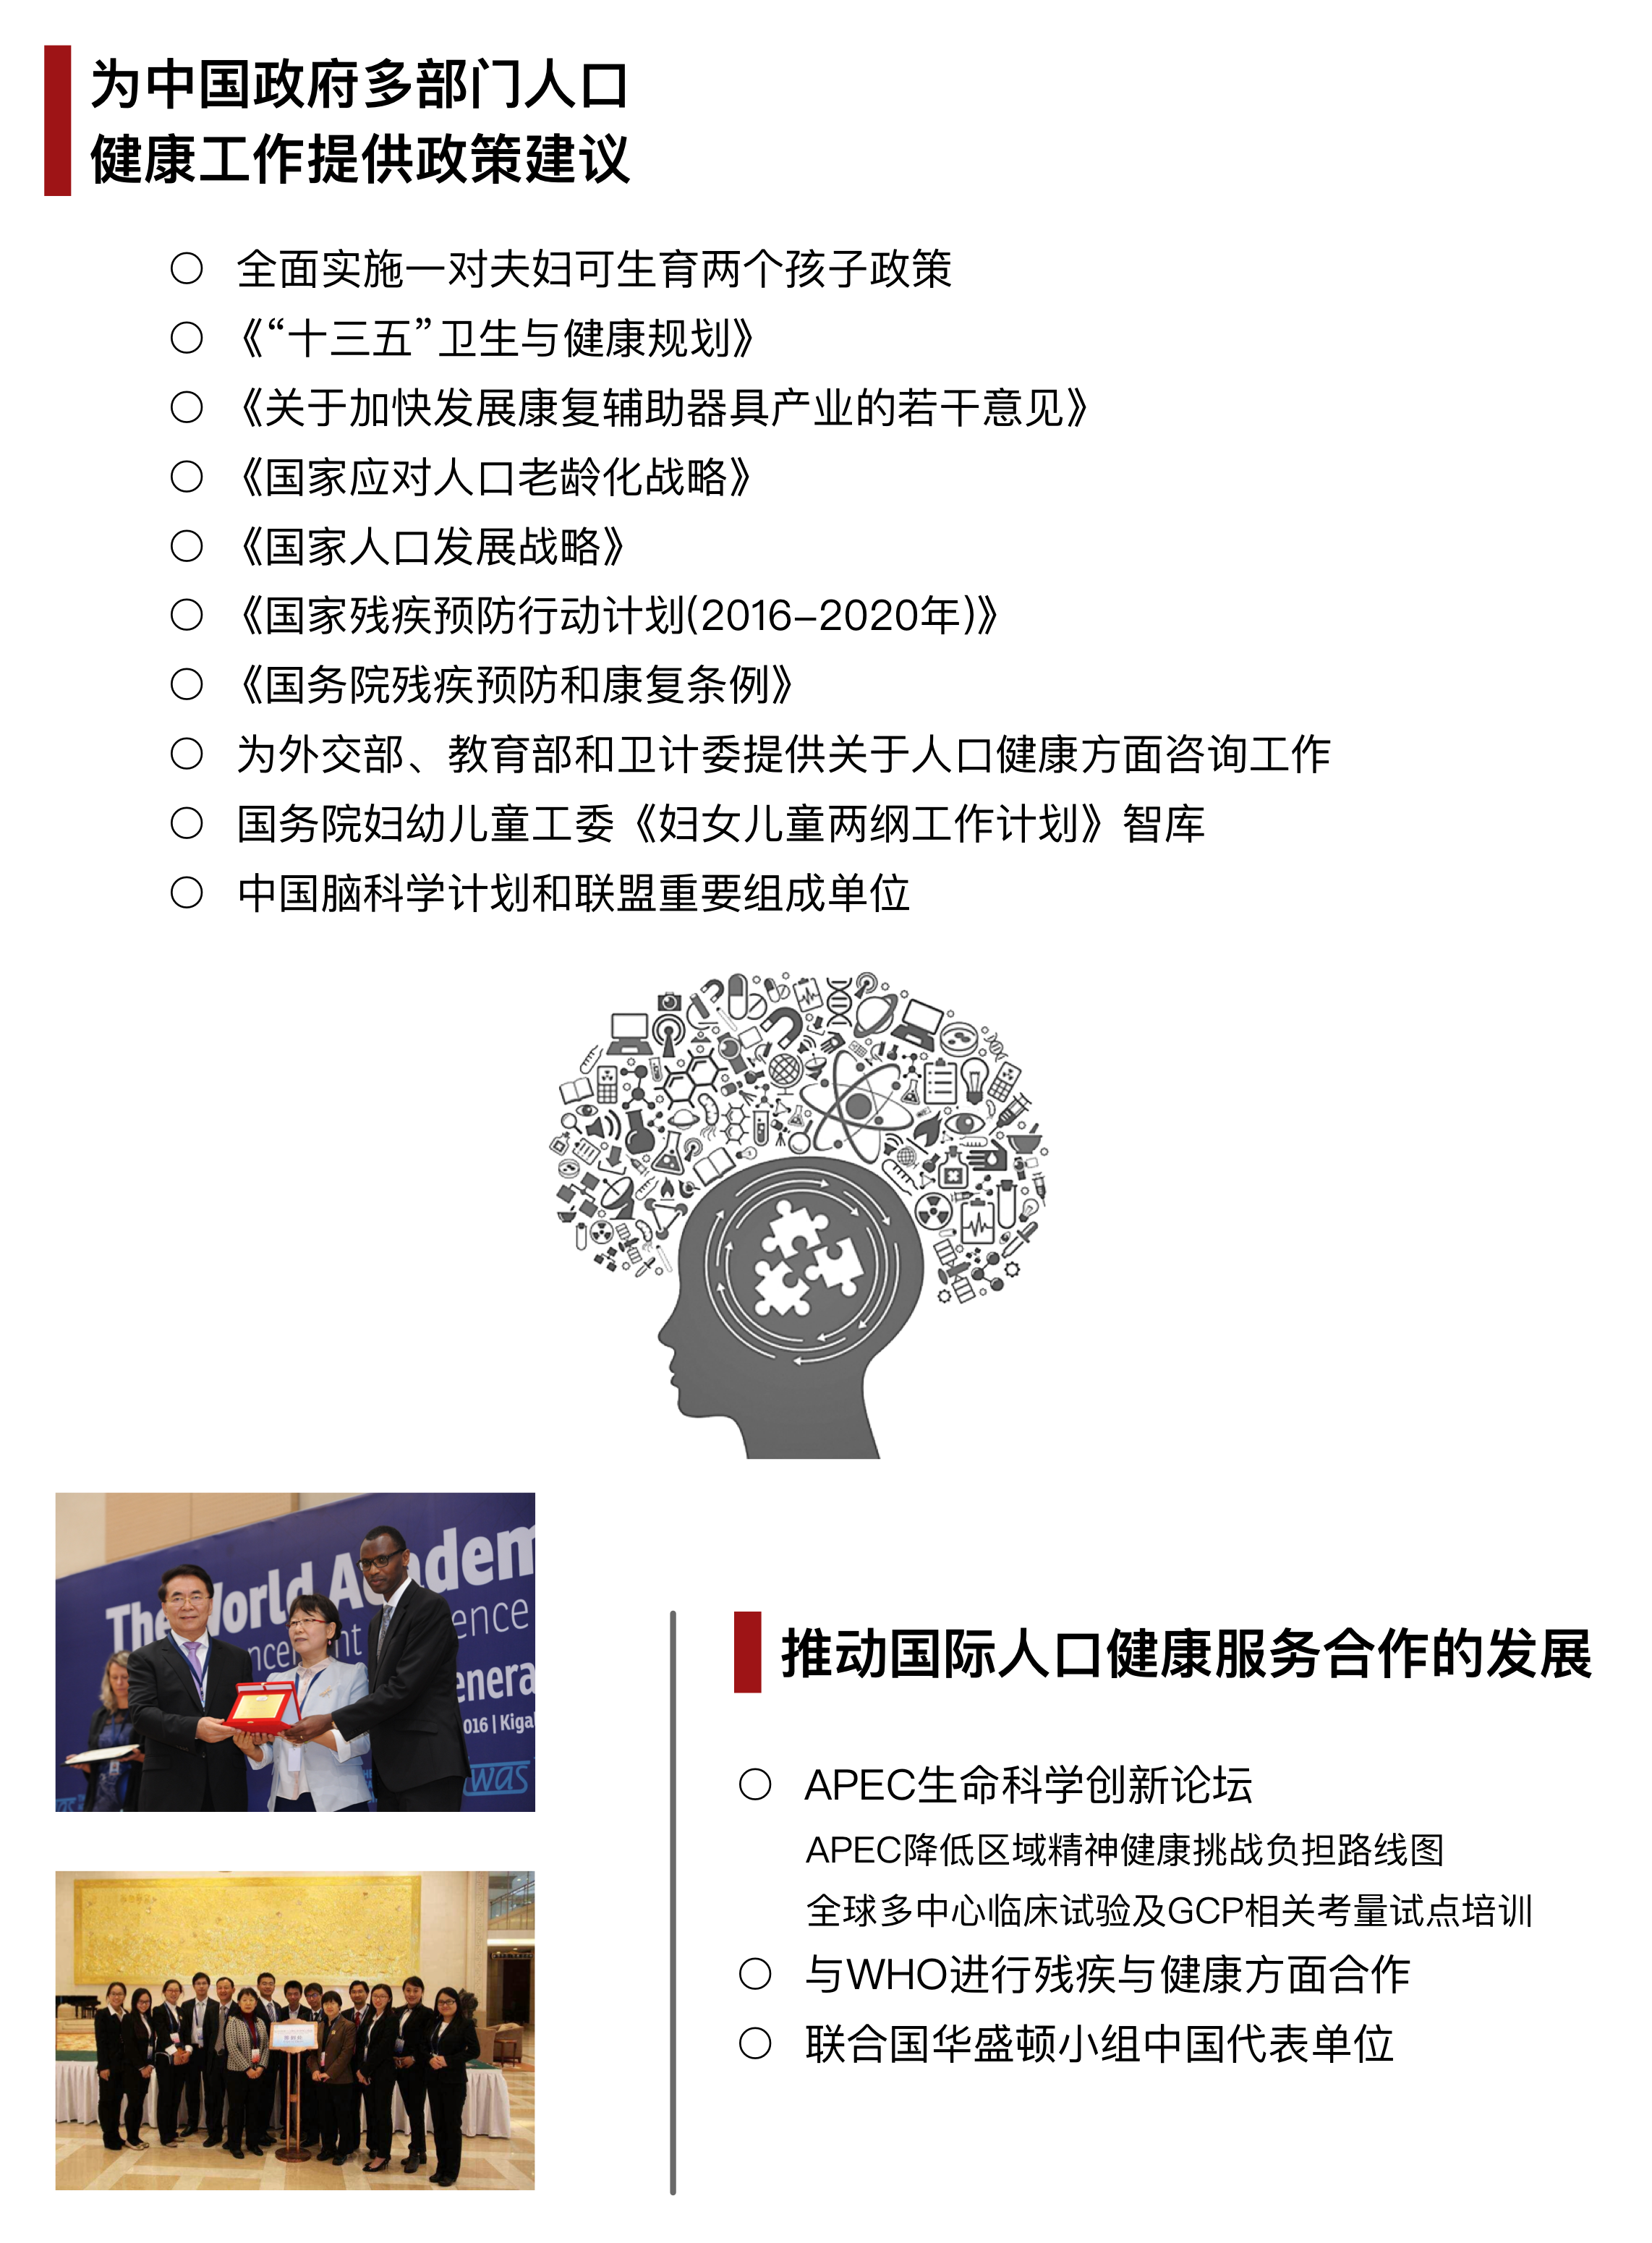 为中国政府多部门人口
健康工作提供政策建议
○ 全面实施一对夫妇可生育两个孩子政策
○ 《“十三五”卫生与健康规划》
○ 《关于加快发展康复辅助器具产业的若干意见》
○ 《国家应对人口老龄化战略》
○ 《国家人口发展战略》
○ 《国家残疾预防行动计划(2016-2020年)》
○ 《国务院残疾预防和康复条例》
○ 为外交部、教育部和卫计委提供关于人口健康方面咨询工作
○ 国务院妇幼儿童工委《妇女儿童两纲工作计划》智库
○ 中国脑科学计划和联盟重要组成单位
The World Academ
ncement
ence
enera
016 | Kigal
twas
推动国际人口健康服务合作的发展
○ APEC生命科学创新论坛
APEC降低区域精神健康挑战负担路线图
全球多中心临床试验及GCP相关考量试点培训
○ 与WHO进行残疾与健康方面合作
○ 联合国华盛顿小组中国代表单位